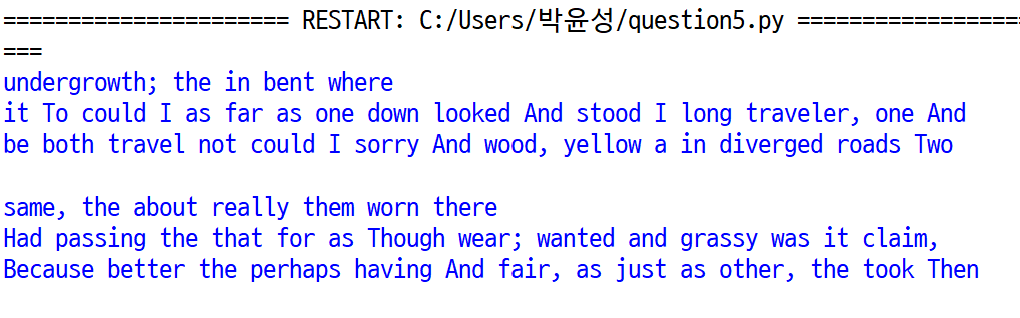 ====================== RESTART: C:/Users/박윤성/question5.py ==================
===
undergrowth; the in bent where
it To could I as far as one down looked And stood I long traveler, one And
be both travel not could I sorry And wood, yellow a in diverged roads Two
same, the about really them worn there
Had passing the that for as Though wear; wanted and grassy was it claim,
Because better the perhaps having And fair, as just as other, the took Then